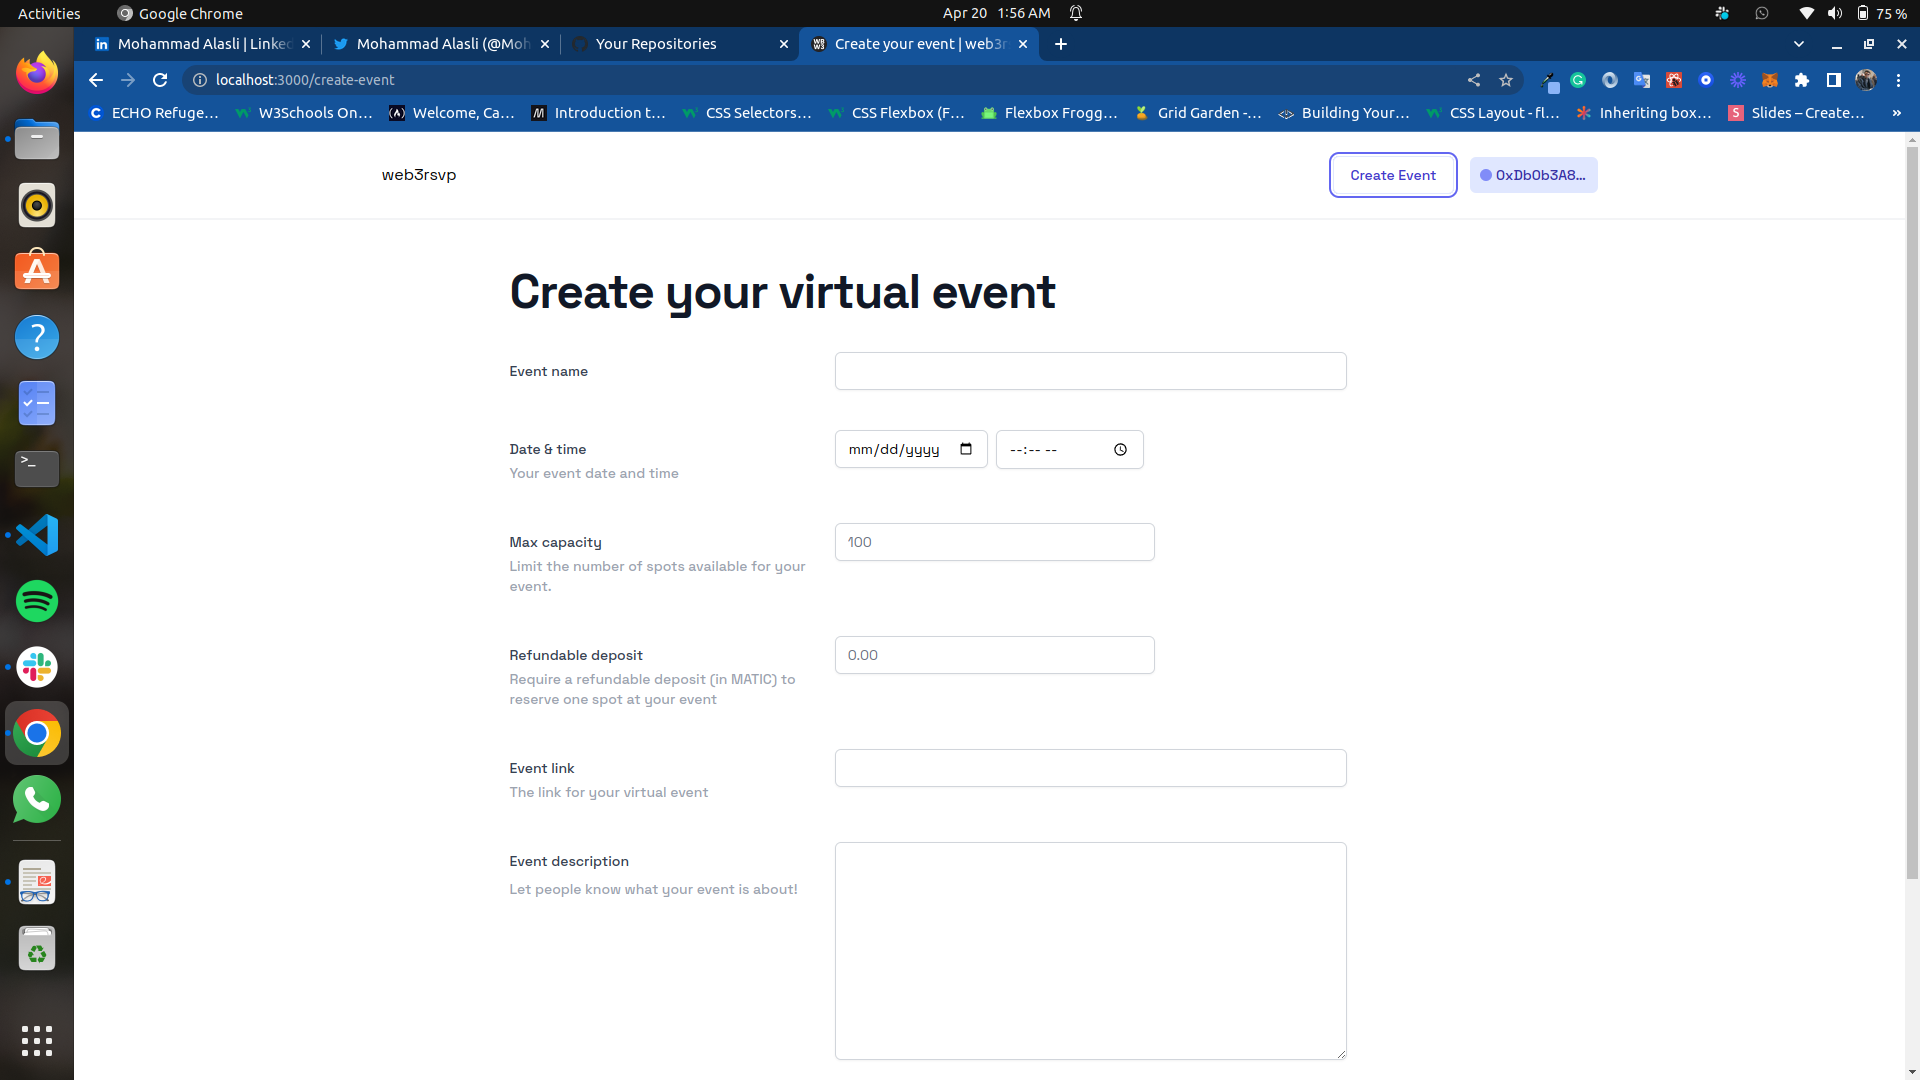 Activities
Google Chrome
Apr 20 1:56 AM
75 %
Mohammad Alasli | Linke
Mohammad Alasli (@Moh
Your Repositories
Create your event | web3r
localhost:3000/create-event
ECHO Refuge...
W3Schools On...
Welcome, Ca...
Introduction t...
CSS Selectors...
CSS Flexbox (F...
Flexbox Frogg...
Grid Garden -...
Building Your...
CSS Layout - fl...
Inheriting box...
Slides – Create...
»
web3rsvp
Create Event
0xDb0b3A8...
Create your virtual event
Event name
Date & time
mm/dd/yyyy
--:-- --
Your event date and time
Max capacity
100
Limit the number of spots available for your
event.
Refundable deposit
0.00
Require a refundable deposit (in MATIC) to
reserve one spot at your event
Event link
The link for your virtual event
Event description
Let people know what your event is about!